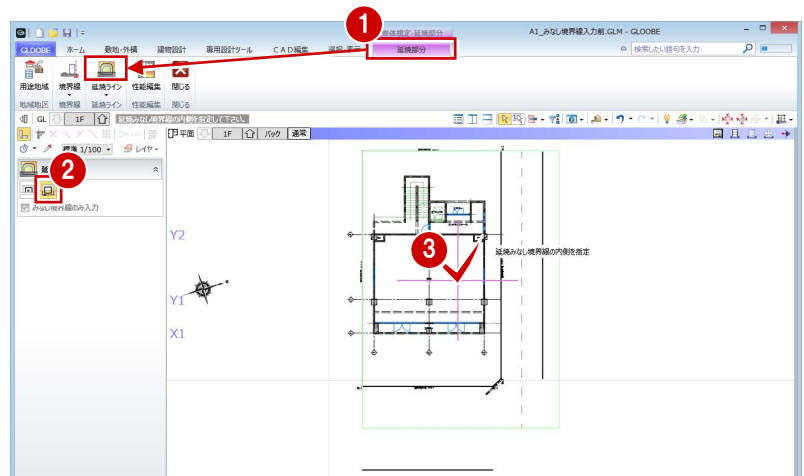 1
単体規定-延焼部分
A1_みなし境界線入力前.GLM - GLOOBE
GLOOBE ホーム 敷地・外構 建物設計 専用設計ツール CAD編集 選択・表示 延焼部分 検索したい語句を入力
用途地域 境界線 延焼ライン 性能編集 閉じる
地域地区 境界線 延焼ライン 性能編集 閉じる
GL 1F 延焼みなし境界線の内側を指定して下さい。
平面 1F バック 通常
標準 1/100 レイヤ
延
2
みなし境界線のみ入力
Y2
3
延焼みなし境界線の内側を指定
Y1
X1